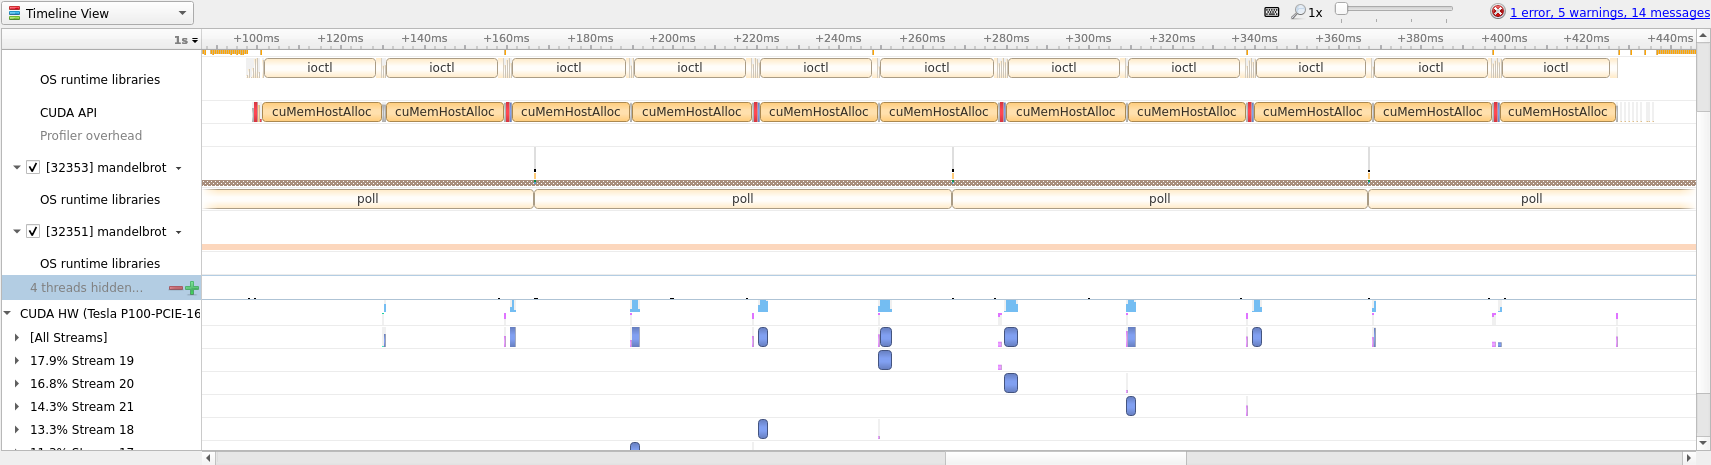 Timeline View
1x
1 error, 5 warnings, 14 messages
1s +100ms +120ms +140ms +160ms +180ms +200ms +220ms +240ms +260ms +280ms +300ms +320ms +340ms +360ms +380ms +400ms +420ms +440ms
OS runtime libraries ioctl ioctl ioctl ioctl ioctl ioctl ioctl ioctl ioctl ioctl ioctl
CUDA API cuMemHostAlloc cuMemHostAlloc cuMemHostAlloc cuMemHostAlloc cuMemHostAlloc cuMemHostAlloc cuMemHostAlloc cuMemHostAlloc cuMemHostAlloc cuMemHostAlloc cuMemHostAlloc
Profiler overhead
[32353] mandelbrot
OS runtime libraries poll poll poll poll
[32351] mandelbrot
OS runtime libraries
4 threads hidden...
CUDA HW (Tesla P100-PCIE-16
[All Streams]
17.9% Stream 19
16.8% Stream 20
14.3% Stream 21
13.3% Stream 18